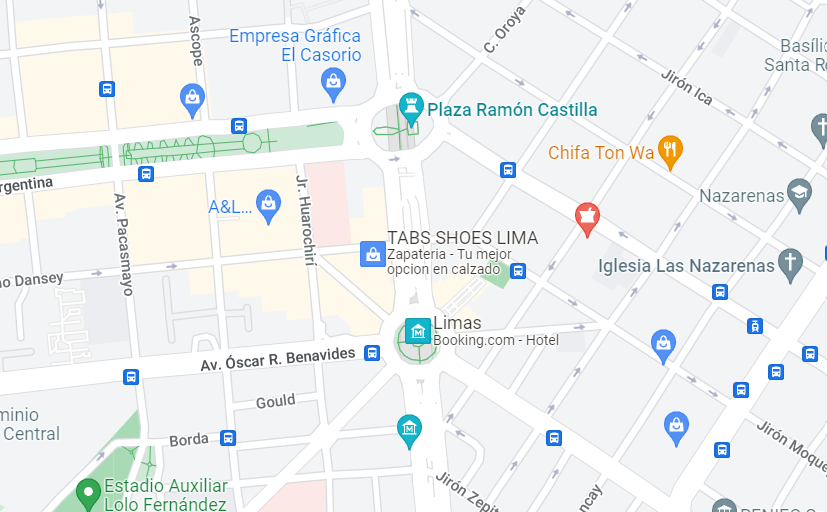 Ascope
Empresa Gráfica
El Casorio
C. Oroya
Basílic
Santa Ro
Jirón Ica
Plaza Ramón Castilla
Chifa Ton Wa
rgentina
Nazarenas
Av. Pacasmayo
A&L...
Jr. Huarochirí
TABS SHOES LIMA
Zapateria - Tu mejor
opcion en calzado
Iglesia Las Nazarenas
o Dansey
Limas
Booking.com - Hotel
Av. Óscar R. Benavides
Gould
minio
Central
Borda
Jirón Moque
Estadio Auxiliar
Lolo Fernández
Jirón Zepit
ncay